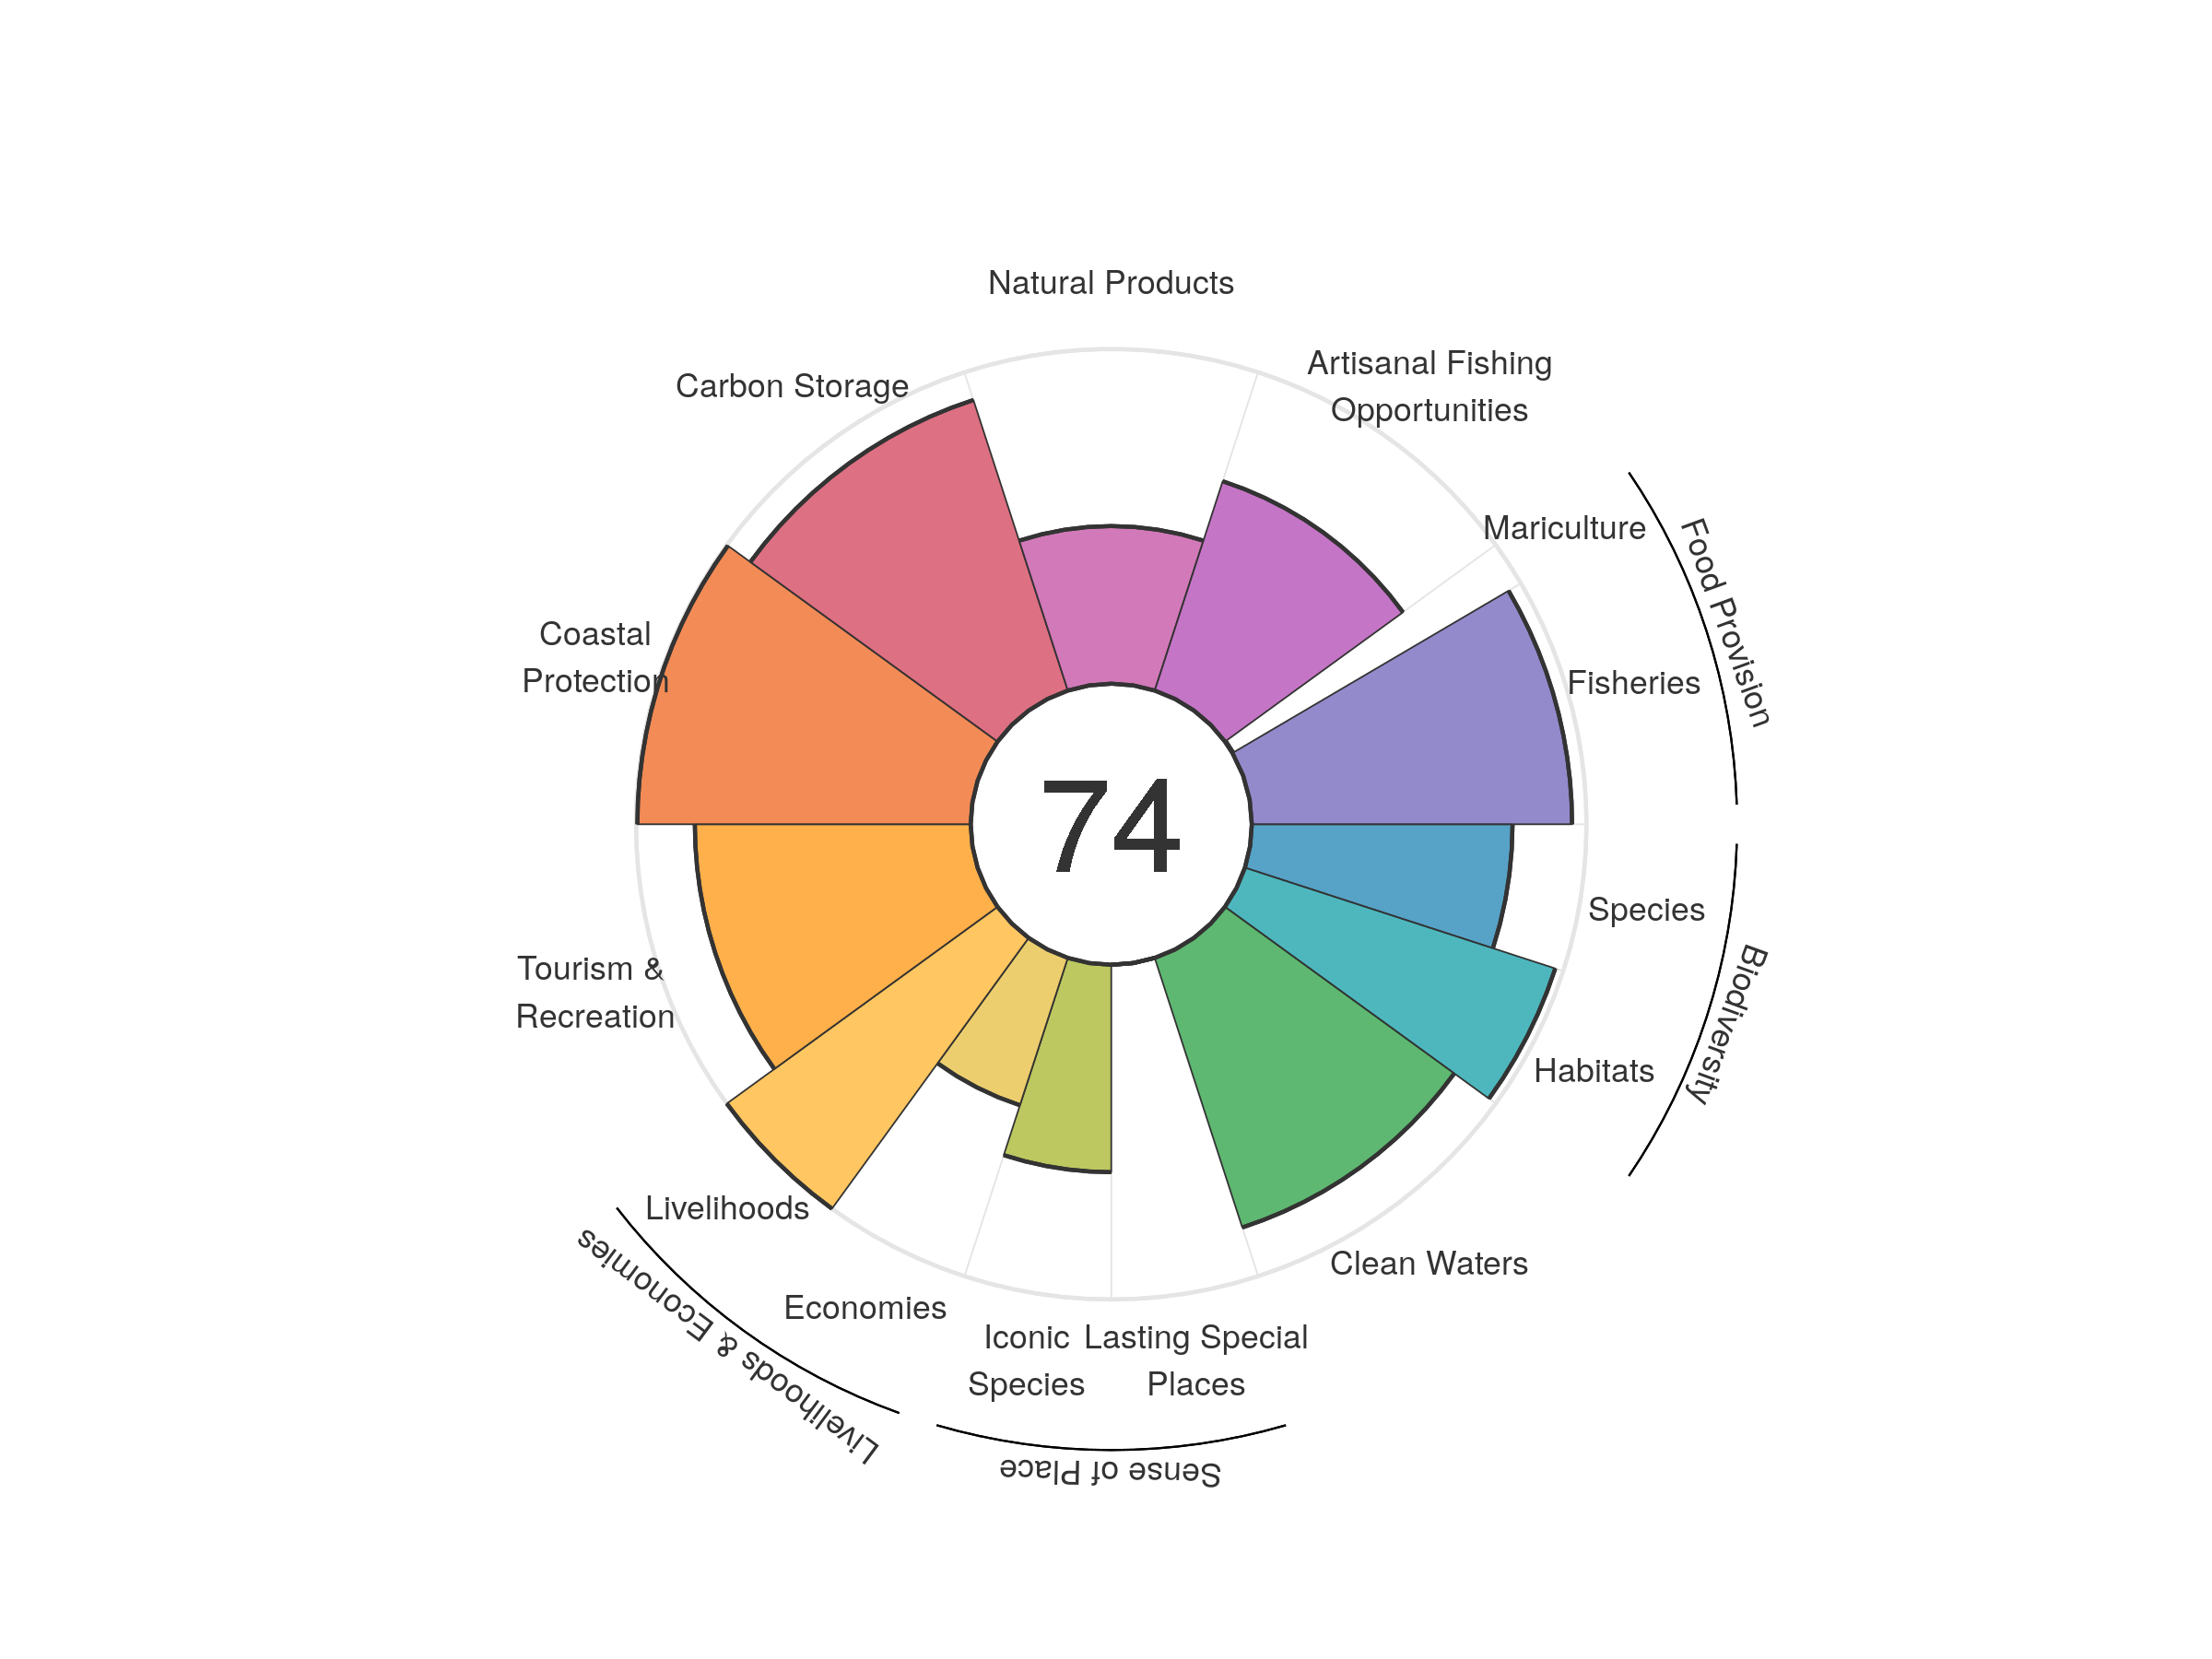 Natural Products
Carbon Storage
Artisanal Fishing
Opportunities
Mariculture
Food Provision
Fisheries
Coastal
Protection
74
Species
Biodiversity
Habitats
Tourism &
Recreation
Livelihoods
Livelihoods & Economies
Economies
Clean Waters
Iconic
Species
Lasting Special
Places
Sense of Place